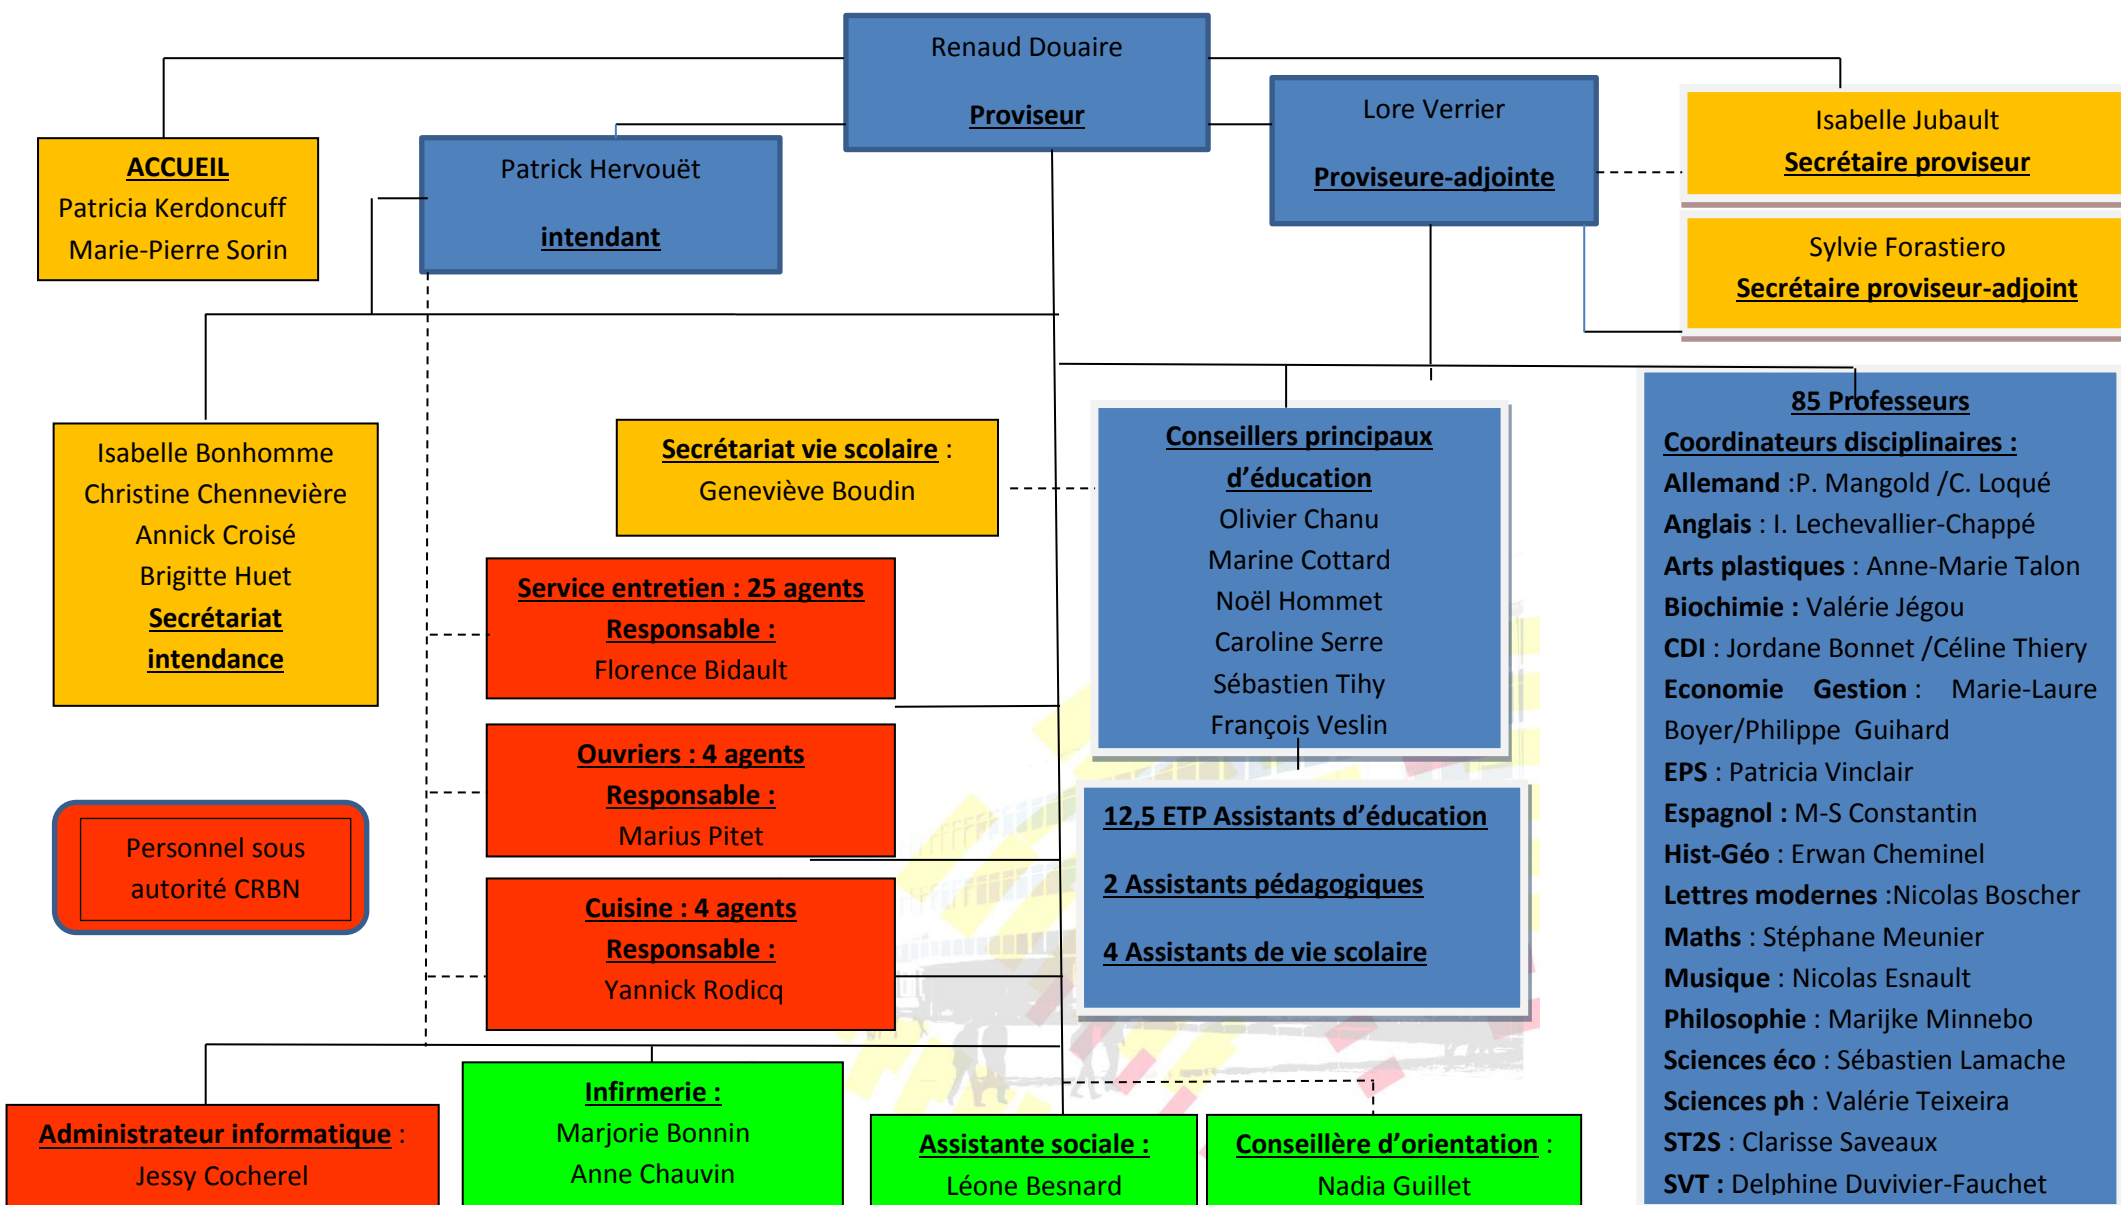 Renaud Douaire
Proviseur
Lore Verrier
Proviseure-adjointe
Isabelle Jubault
Secrétaire proviseur
ACCUEIL
Patricia Kerdoncuff
Marie-Pierre Sorin
Patrick Hervouët
intendant
Sylvie Forastiero
Secrétaire proviseur-adjoint
Isabelle Bonhomme
Christine Chennevière
Annick Croisé
Brigitte Huet
Secrétariat
intendance
Secrétariat vie scolaire :
Geneviève Boudin
Conseillers principaux
d’éducation
Olivier Chanu
Marine Cottard
Noël Hommet
Caroline Serre
Sébastien Tihy
François Veslin
85 Professeurs
Coordinateurs disciplinaires :
Allemand :P. Mangold /C. Loqué
Anglais : I. Lechevallier-Chappé
Arts plastiques : Anne-Marie Talon
Biochimie : Valérie Jégou
CDI : Jordane Bonnet /Céline Thiery
Economie Gestion : Marie-Laure
Boyer/Philippe Guihard
EPS : Patricia Vinclair
Espagnol : M-S Constantin
Hist-Géo : Erwan Cheminel
Lettres modernes :Nicolas Boscher
Maths : Stéphane Meunier
Musique : Nicolas Esnault
Philosophie : Marijke Minnebo
Sciences éco : Sébastien Lamache
Sciences ph : Valérie Teixeira
ST2S : Clarisse Saveaux
SVT : Delphine Duvivier-Fauchet
Service entretien : 25 agents
Responsable :
Florence Bidault
Ouvriers : 4 agents
Responsable :
Marius Pitet
Cuisine : 4 agents
Responsable :
Yannick Rodicq
12,5 ETP Assistants d’éducation
2 Assistants pédagogiques
4 Assistants de vie scolaire
Personnel sous
autorité CRBN
Administrateur informatique :
Jessy Cocherel
Infirmerie :
Marjorie Bonnin
Anne Chauvin
Assistante sociale :
Léone Besnard
Conseillère d’orientation :
Nadia Guillet